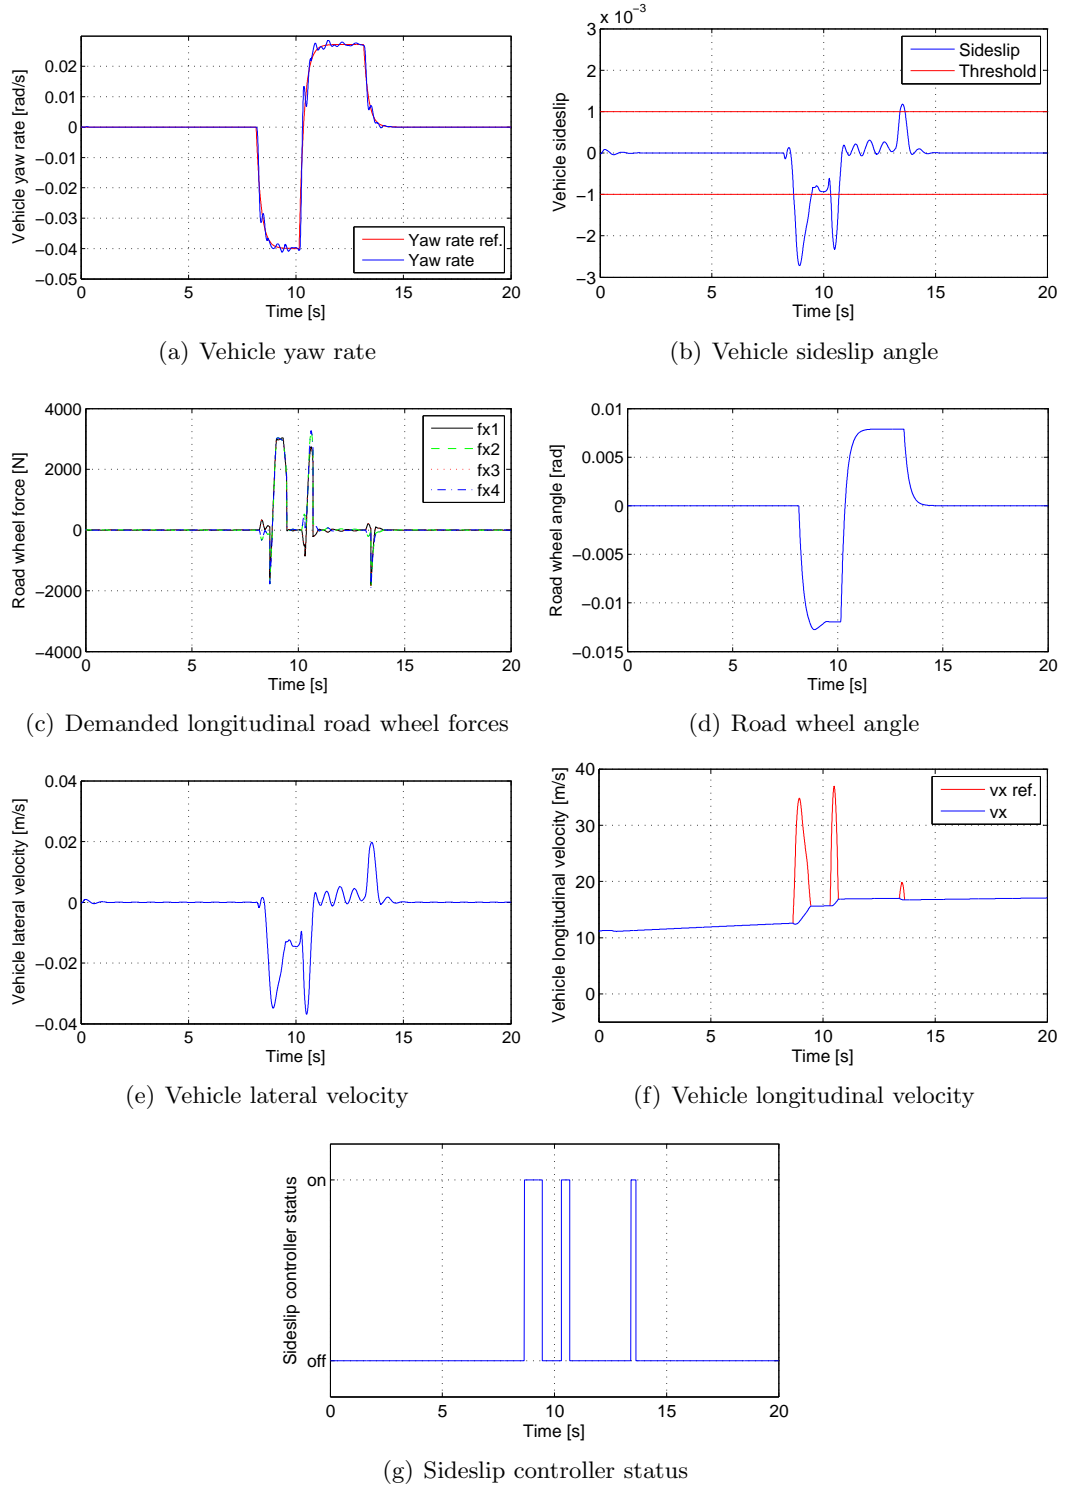 Vehicle yaw rate [rad/s]
0.02
0.01
0
−0.01
−0.02
−0.03
−0.04
−0.05
Yaw rate ref.
Yaw rate
0 5 10 15 20
Time [s]
(a) Vehicle yaw rate
x 10−3
Vehicle sideslip
3
2
1
0
−1
−2
−3
Sideslip
Threshold
0 5 10 15 20
Time [s]
(b) Vehicle sideslip angle
Road wheel force [N]
4000
2000
0
−2000
−4000
fx1
fx2
fx3
fx4
0 5 10 15 20
Time [s]
(c) Demanded longitudinal road wheel forces
Road wheel angle [rad]
0.01
0.005
0
−0.005
−0.01
−0.015
0 5 10 15 20
Time [s]
(d) Road wheel angle
Vehicle lateral velocity [m/s]
0.04
0.02
0
−0.02
−0.04
0 5 10 15 20
Time [s]
(e) Vehicle lateral velocity
Vehicle longitudinal velocity [m/s]
40
30
20
10
0
vx ref.
vx
0 5 10 15 20
Time [s]
(f) Vehicle longitudinal velocity
Sideslip controller status
on
off
0 5 10 15 20
Time [s]
(g) Sideslip controller status